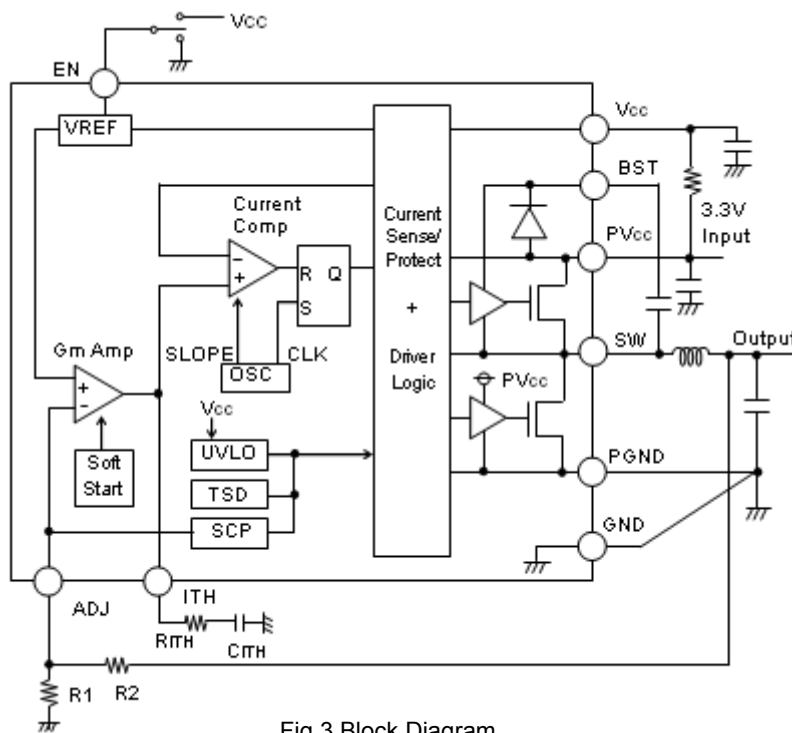 Vcc
EN
VREF
Vcc
BST
Current
Comp
Current
Sense/
Protect
+
Driver
Logic
3.3V
Input
PVcc
−
+
R Q
S
SLOPE
CLK
OSC
SW
Output
Gm Amp
+
−
Vcc
PVcc
Soft
Start
UVLO
TSD
SCP
PGND
GND
ADJ
ITH
RITH
CITH
R1
R2
Fig.3 Block Diagram